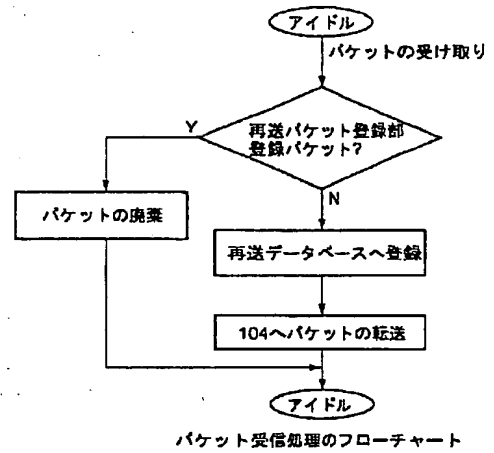 アイドル
パケットの受け取り
再送パケット登録部
登録パケット?
Y
N
パケットの廃棄
再送データベースへ登録
104へパケットの転送
アイドル
パケット受信処理のフローチャート